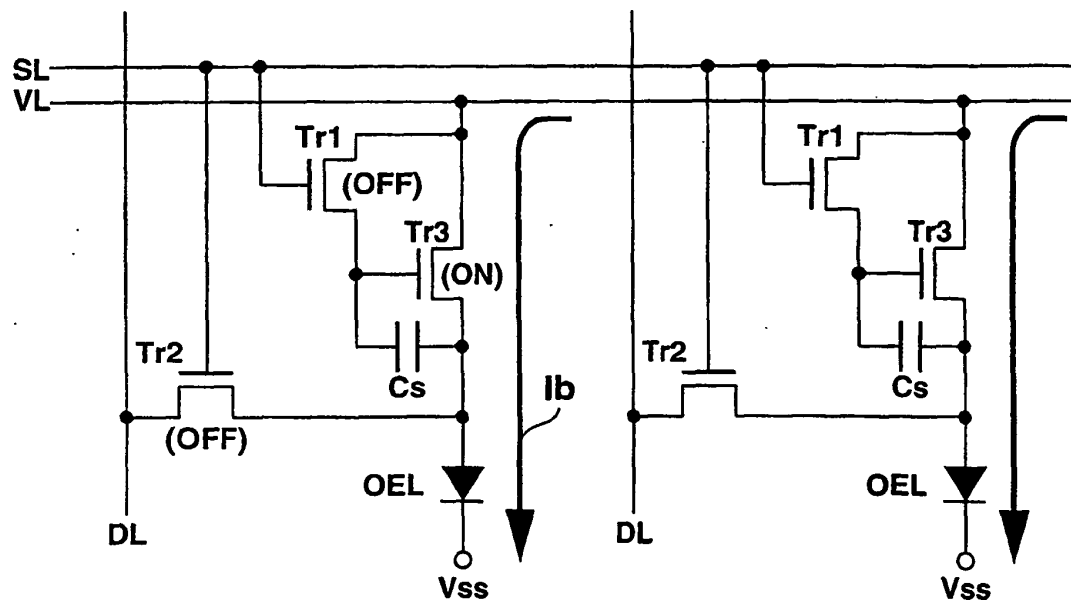 SL
VL
Tr1
(OFF)
Tr3
(ON)
Tr2
(OFF)
Cs
Ib
OEL
DL
Vss
Tr1
Tr3
Tr2
Cs
OEL
DL
Vss